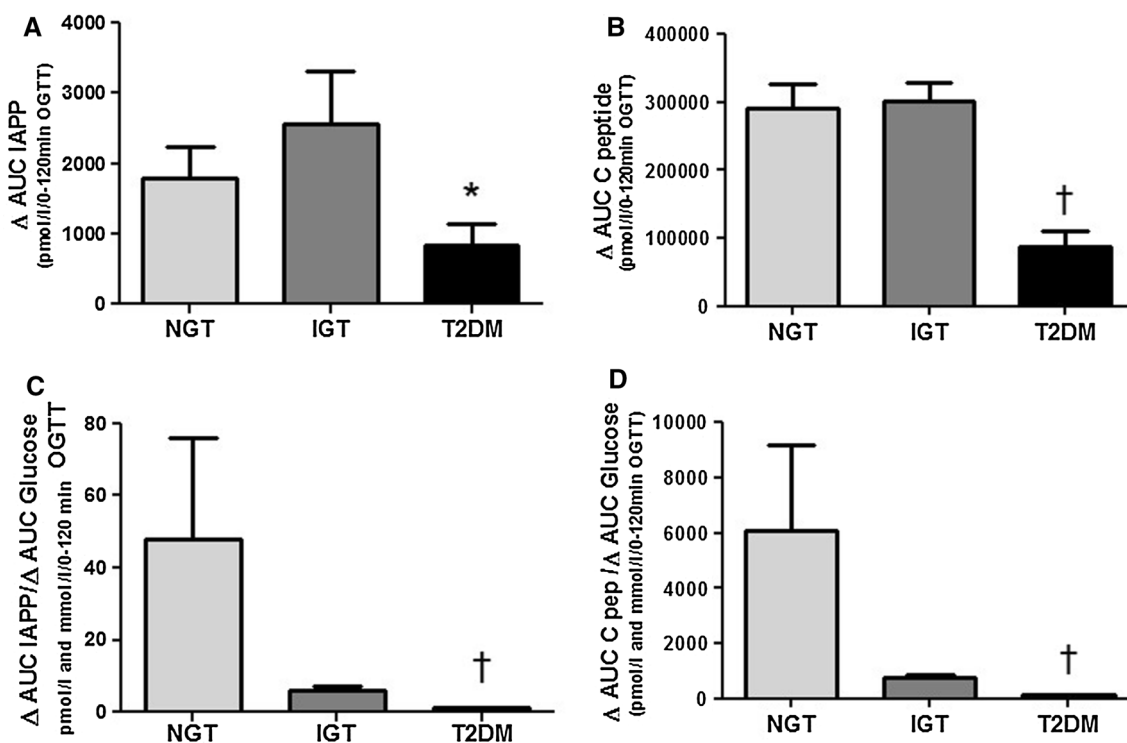 A
Δ AUC IAPP
(pmol/l/0-120min OGTT)
4000
3000
2000
1000
0
*
NGT IGT T2DM
B
Δ AUC C peptide
(pmol/l/0-120min OGTT)
400000
300000
200000
100000
0
†
NGT IGT T2DM
C
Δ AUC IAPP/Δ AUC Glucose
pmol/l and mmol/l/0-120 min OGTT
80
60
40
20
0
†
NGT IGT T2DM
D
Δ AUC C pep/Δ AUC Glucose
(pmol/l and mmol/l/0-120min OGTT)
10000
8000
6000
4000
2000
0
†
NGT IGT T2DM